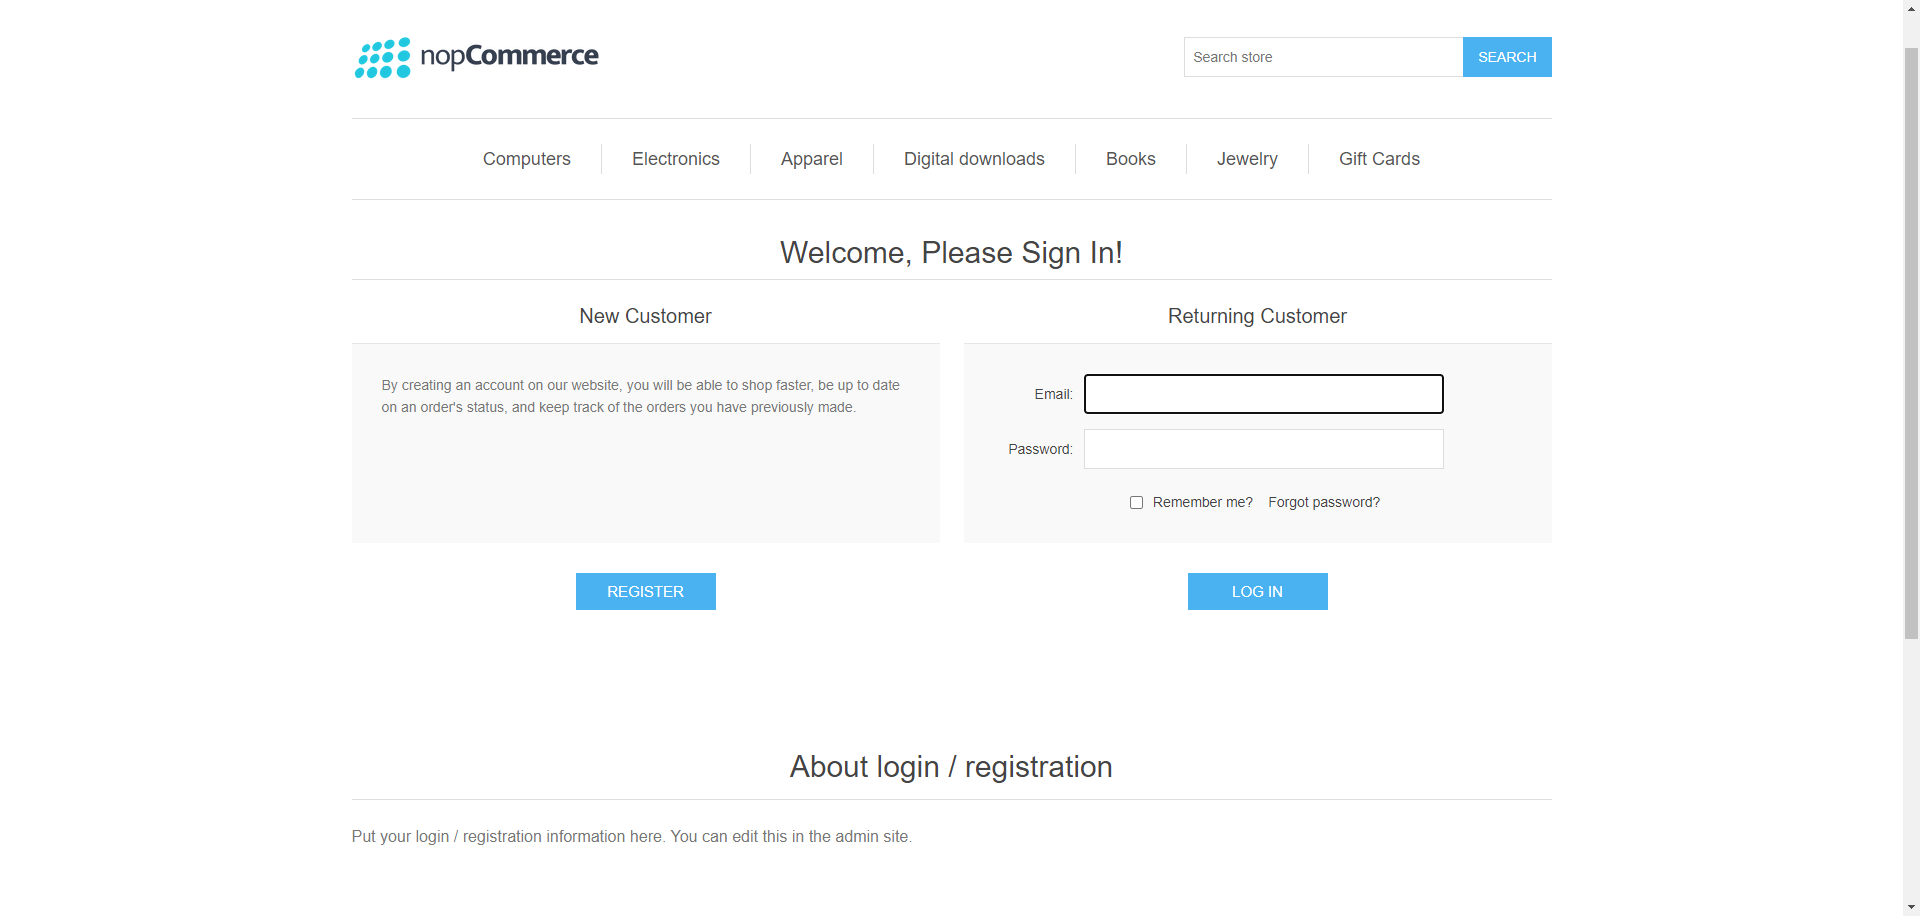 nopCommerce
Search store
SEARCH
Computers
Electronics
Apparel
Digital downloads
Books
Jewelry
Gift Cards
Welcome, Please Sign In!
New Customer
By creating an account on our website, you will be able to shop faster, be up to date
on an order's status, and keep track of the orders you have previously made.
REGISTER
Returning Customer
Email:
Password:
Remember me?
Forgot password?
LOG IN
About login / registration
Put your login / registration information here. You can edit this in the admin site.